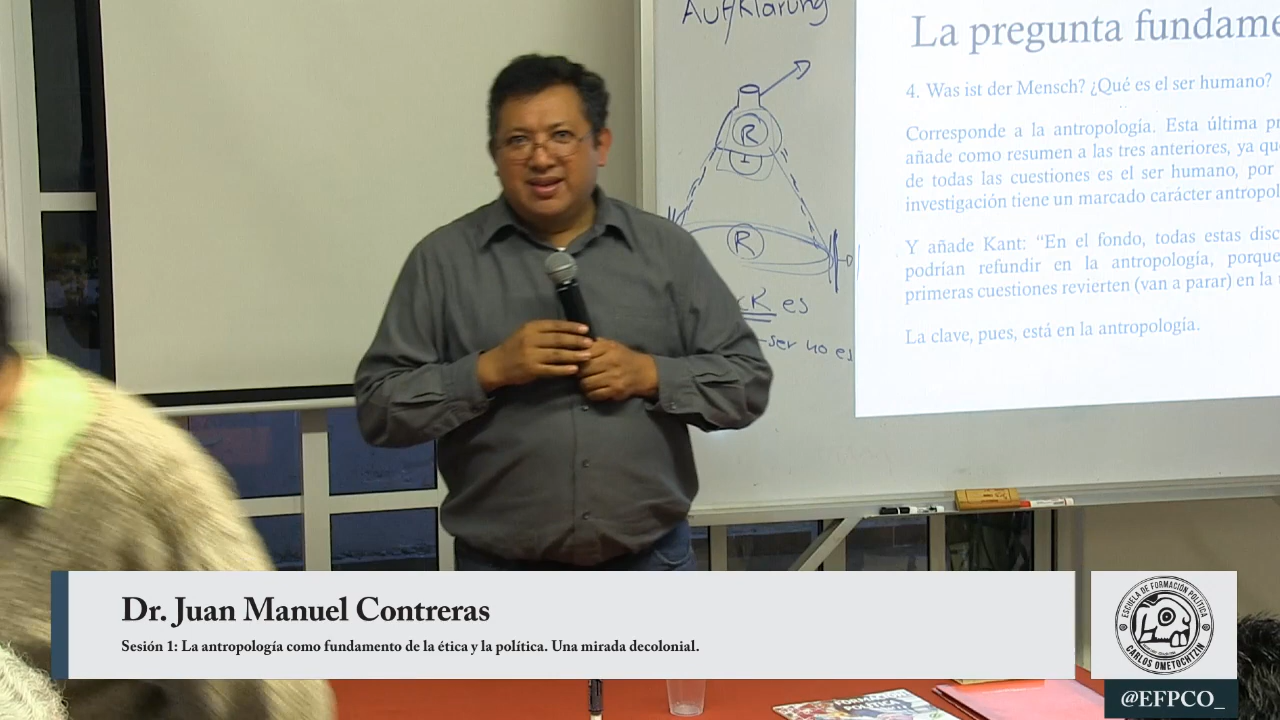 Aufklärung
R
1
R
R es
ser no es
La pregunta fundame
4. Was ist der Mensch? ¿Qué es el ser humano?
Corresponde a la antropología. Esta última pr
añade como resumen a las tres anteriores, ya qu
de todas las cuestiones es el ser humano, por
investigación tiene un marcado carácter antropol
Y añade Kant: “En el fondo, todas estas disc
podrían refundir en la antropología, porque
primeras cuestiones revierten (van a parar) en la
La clave, pues, está en la antropología.
Dr. Juan Manuel Contreras
Sesión 1: La antropología como fundamento de la ética y la política. Una mirada decolonial.
ESCUELA DE FORMACIÓN POLÍTICA
CARLOS OMETOCHTZIN
@EFPCO_